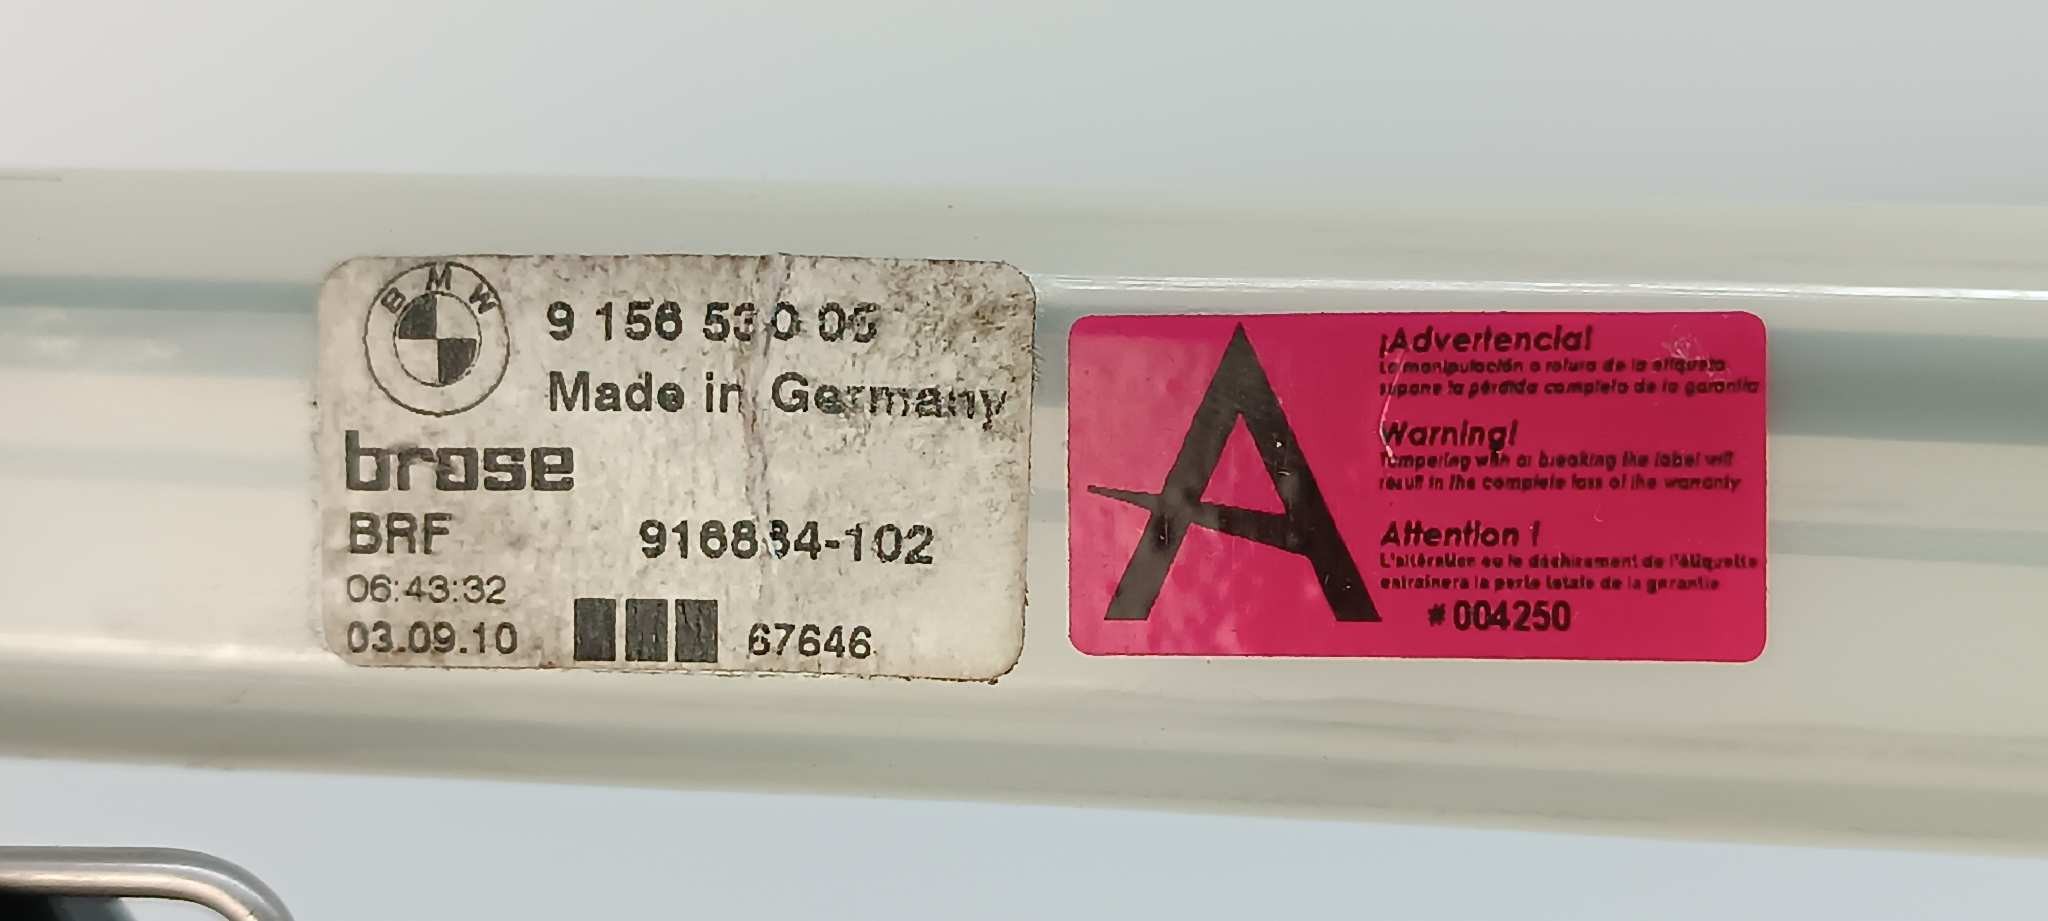 BMW
9 156 530 06
Made in Germany
brose
BRF 916834-102
06:43:32
03.09.10 67646
A
¡Advertencia!
La manipulación o rotura de la etiqueta
supone la pérdida completa de la garantía
Warning!
Tampering with or breaking the label will
result in the complete loss of the warranty
Attention !
L'altération ou le déchirement de l'étiquette
entraînera la perte totale de la garantie
# 004250